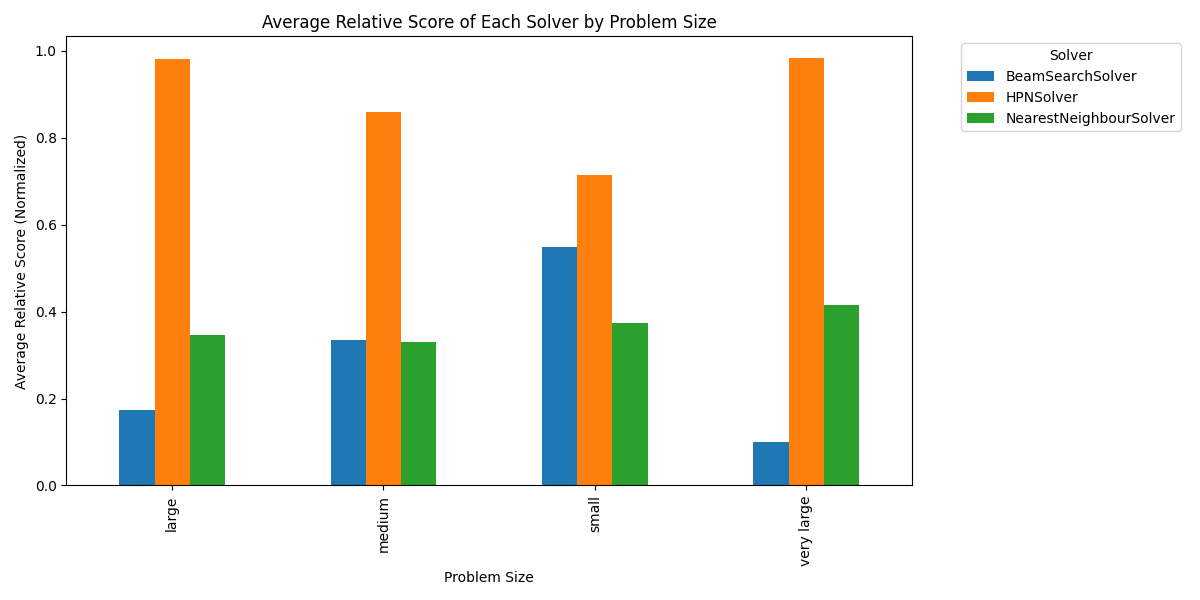 Average Relative Score of Each Solver by Problem Size
Average Relative Score (Normalized)
1.0
0.8
0.6
0.4
0.2
0.0
large
medium
small
very large
Problem Size
Solver
BeamSearchSolver
HPNSolver
NearestNeighbourSolver